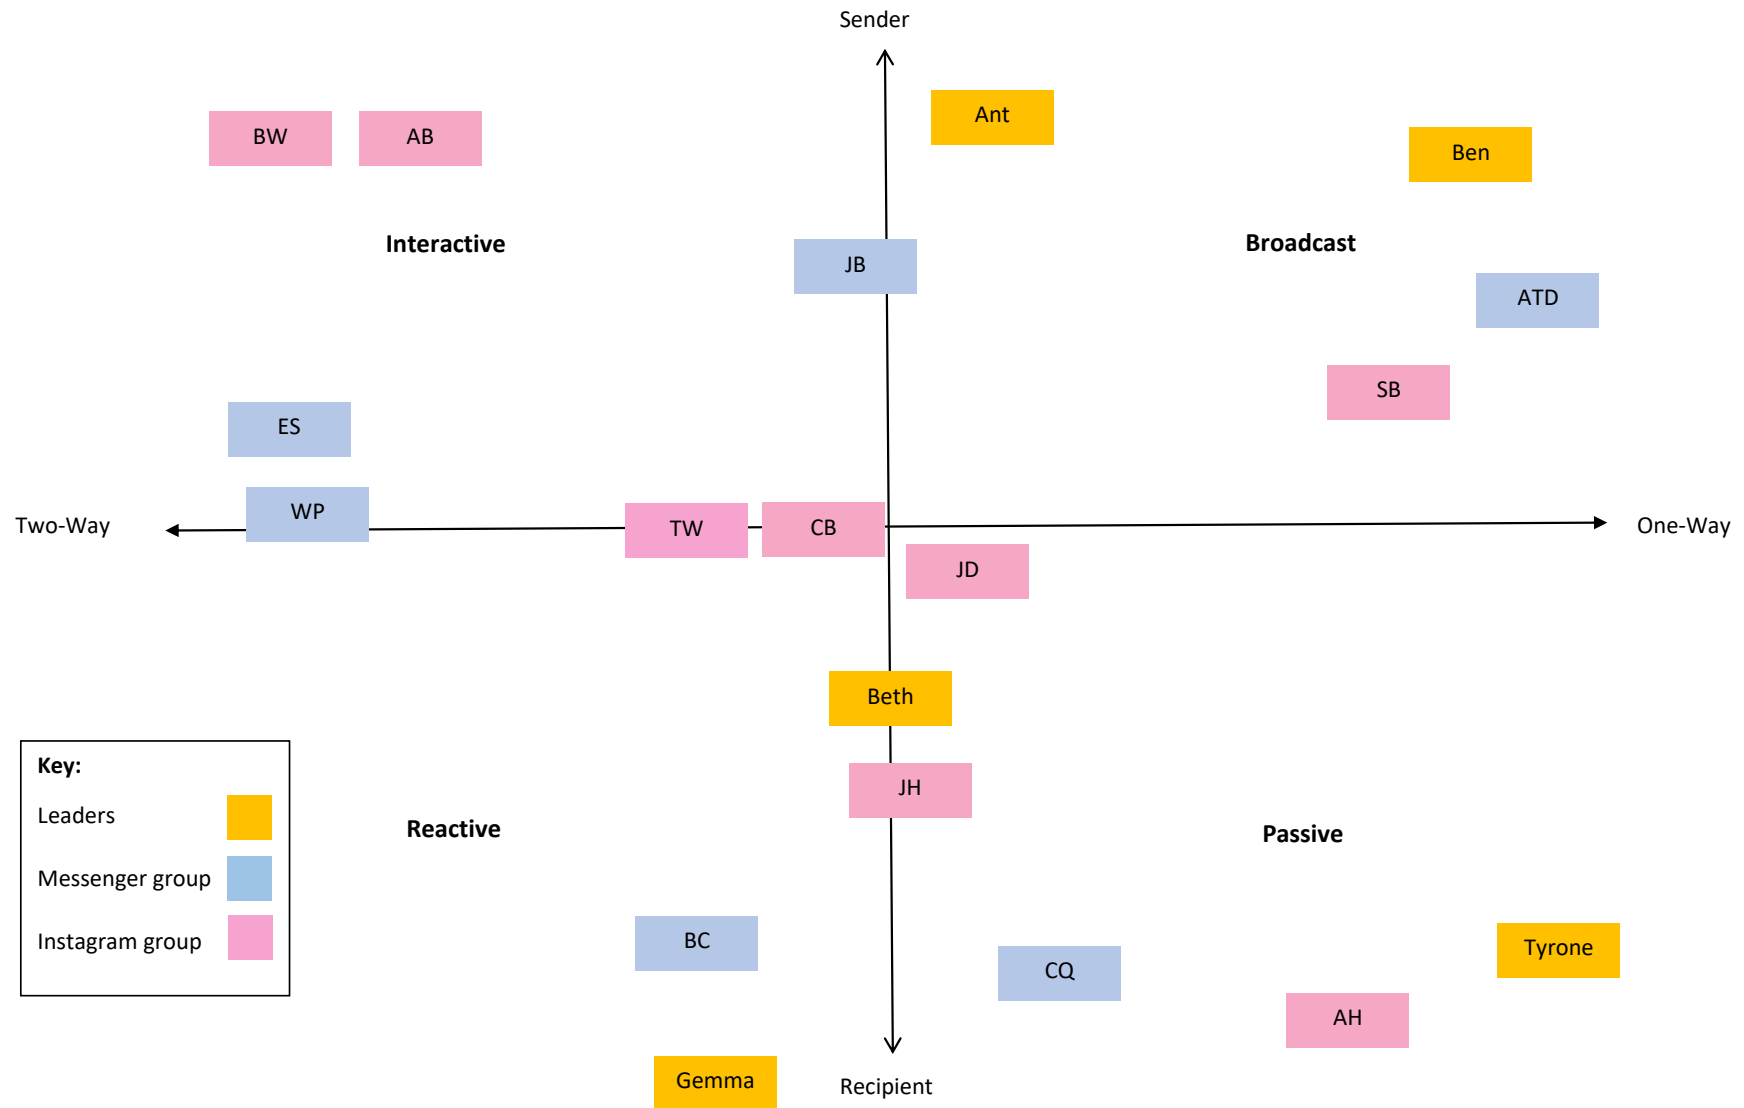 Sender
Ant
BW
AB
Ben
Interactive
Broadcast
JB
ATD
SB
ES
WP
Two-Way
TW
CB
One-Way
JD
Beth
Key:
JH
Leaders
Reactive
Passive
Messenger group
Instagram group
BC
CQ
Tyrone
AH
Gemma
Recipient